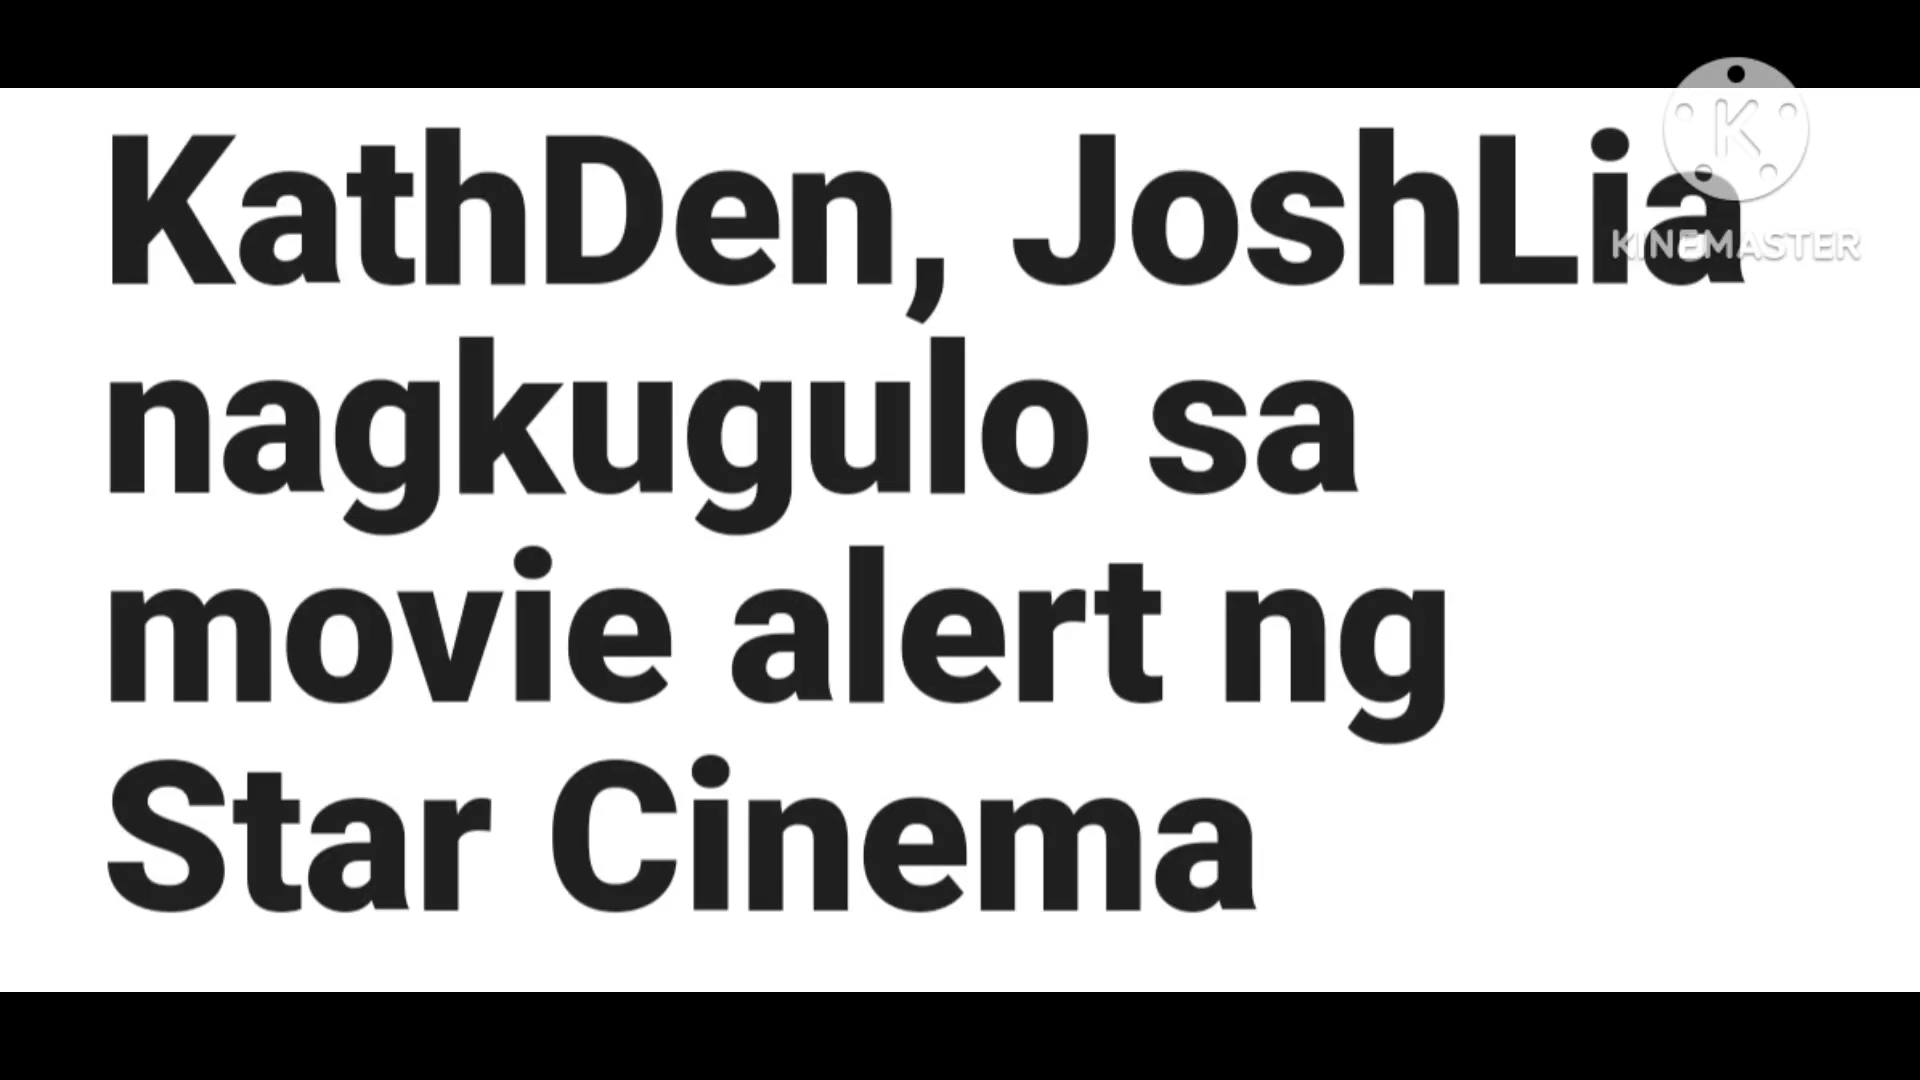 KathDen, JoshLia
KINEMASTER
nagkugulo sa
movie alert ng
Star Cinema